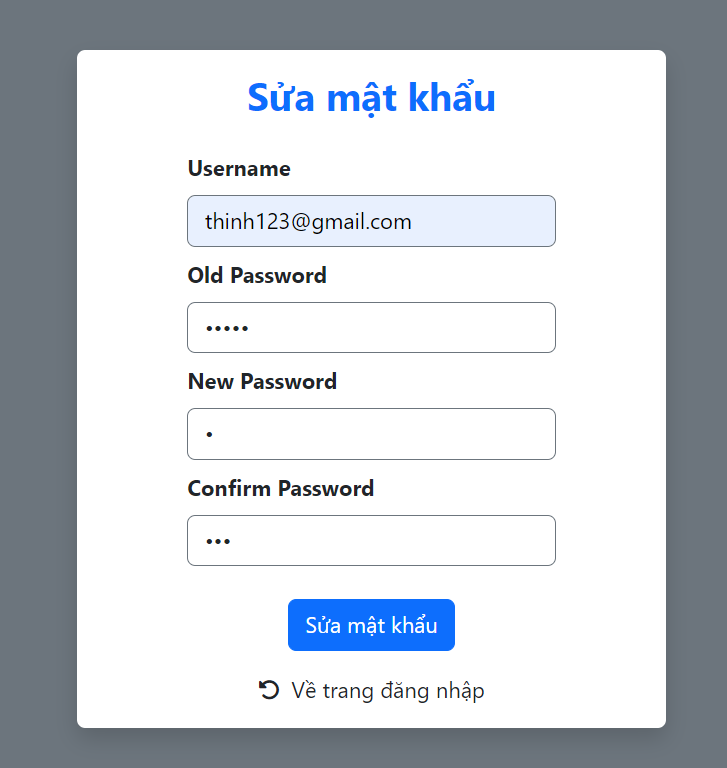 Sửa mật khẩu
Username
thinh123@gmail.com
Old Password
•••••
New Password
•
Confirm Password
•••
Sửa mật khẩu
Về trang đăng nhập